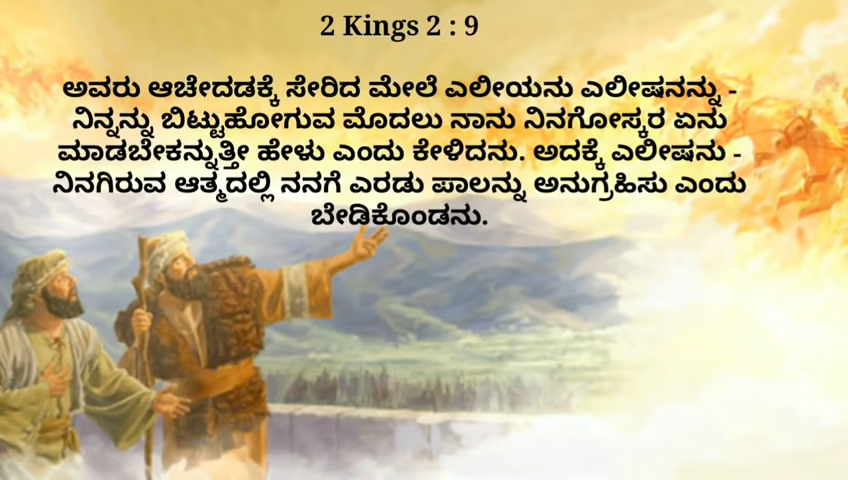 2 Kings 2 : 9
ಅವರು ಆಚೇದಡಕ್ಕೆ ಸೇರಿದ ಮೇಲೆ ಎಲೀಯನು ಎಲೀಷನನ್ನು -
ನಿನ್ನನ್ನು ಬಿಟ್ಟುಹೋಗುವ ಮೊದಲು ನಾನು ನಿನಗೋಸ್ಕರ ಏನು
ಮಾಡಬೇಕನ್ನುತ್ತೀ ಹೇಳು ಎಂದು ಕೇಳಿದನು. ಅದಕ್ಕೆ ಎಲೀಷನು -
ನಿನಗಿರುವ ಆತ್ಮದಲ್ಲಿ ನನಗೆ ಎರಡು ಪಾಲನ್ನು ಅನುಗ್ರಹಿಸು ಎಂದು
ಬೇಡಿಕೊಂಡನು.